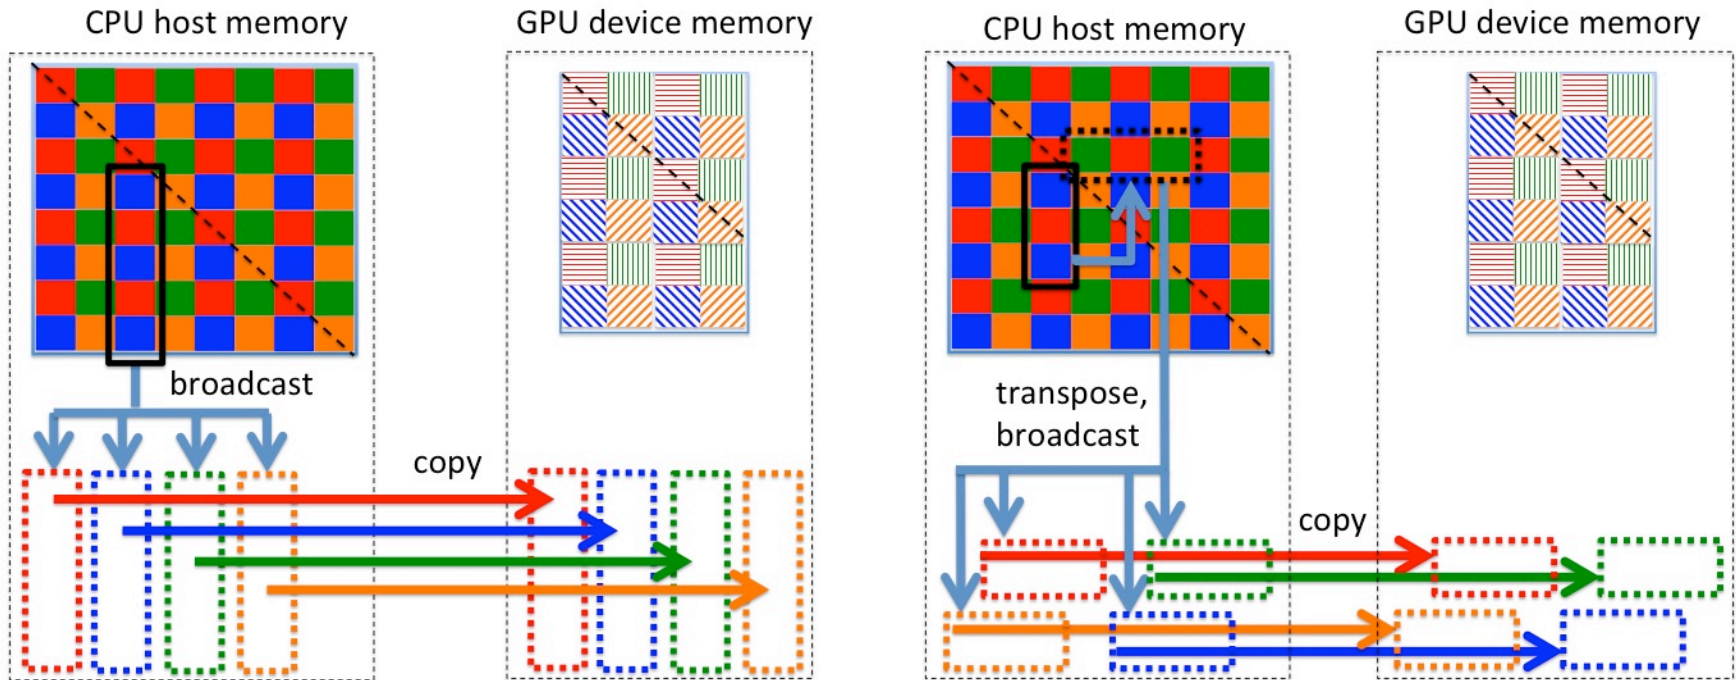 CPU host memory
GPU device memory
CPU host memory
GPU device memory
broadcast
copy
transpose,
broadcast
copy